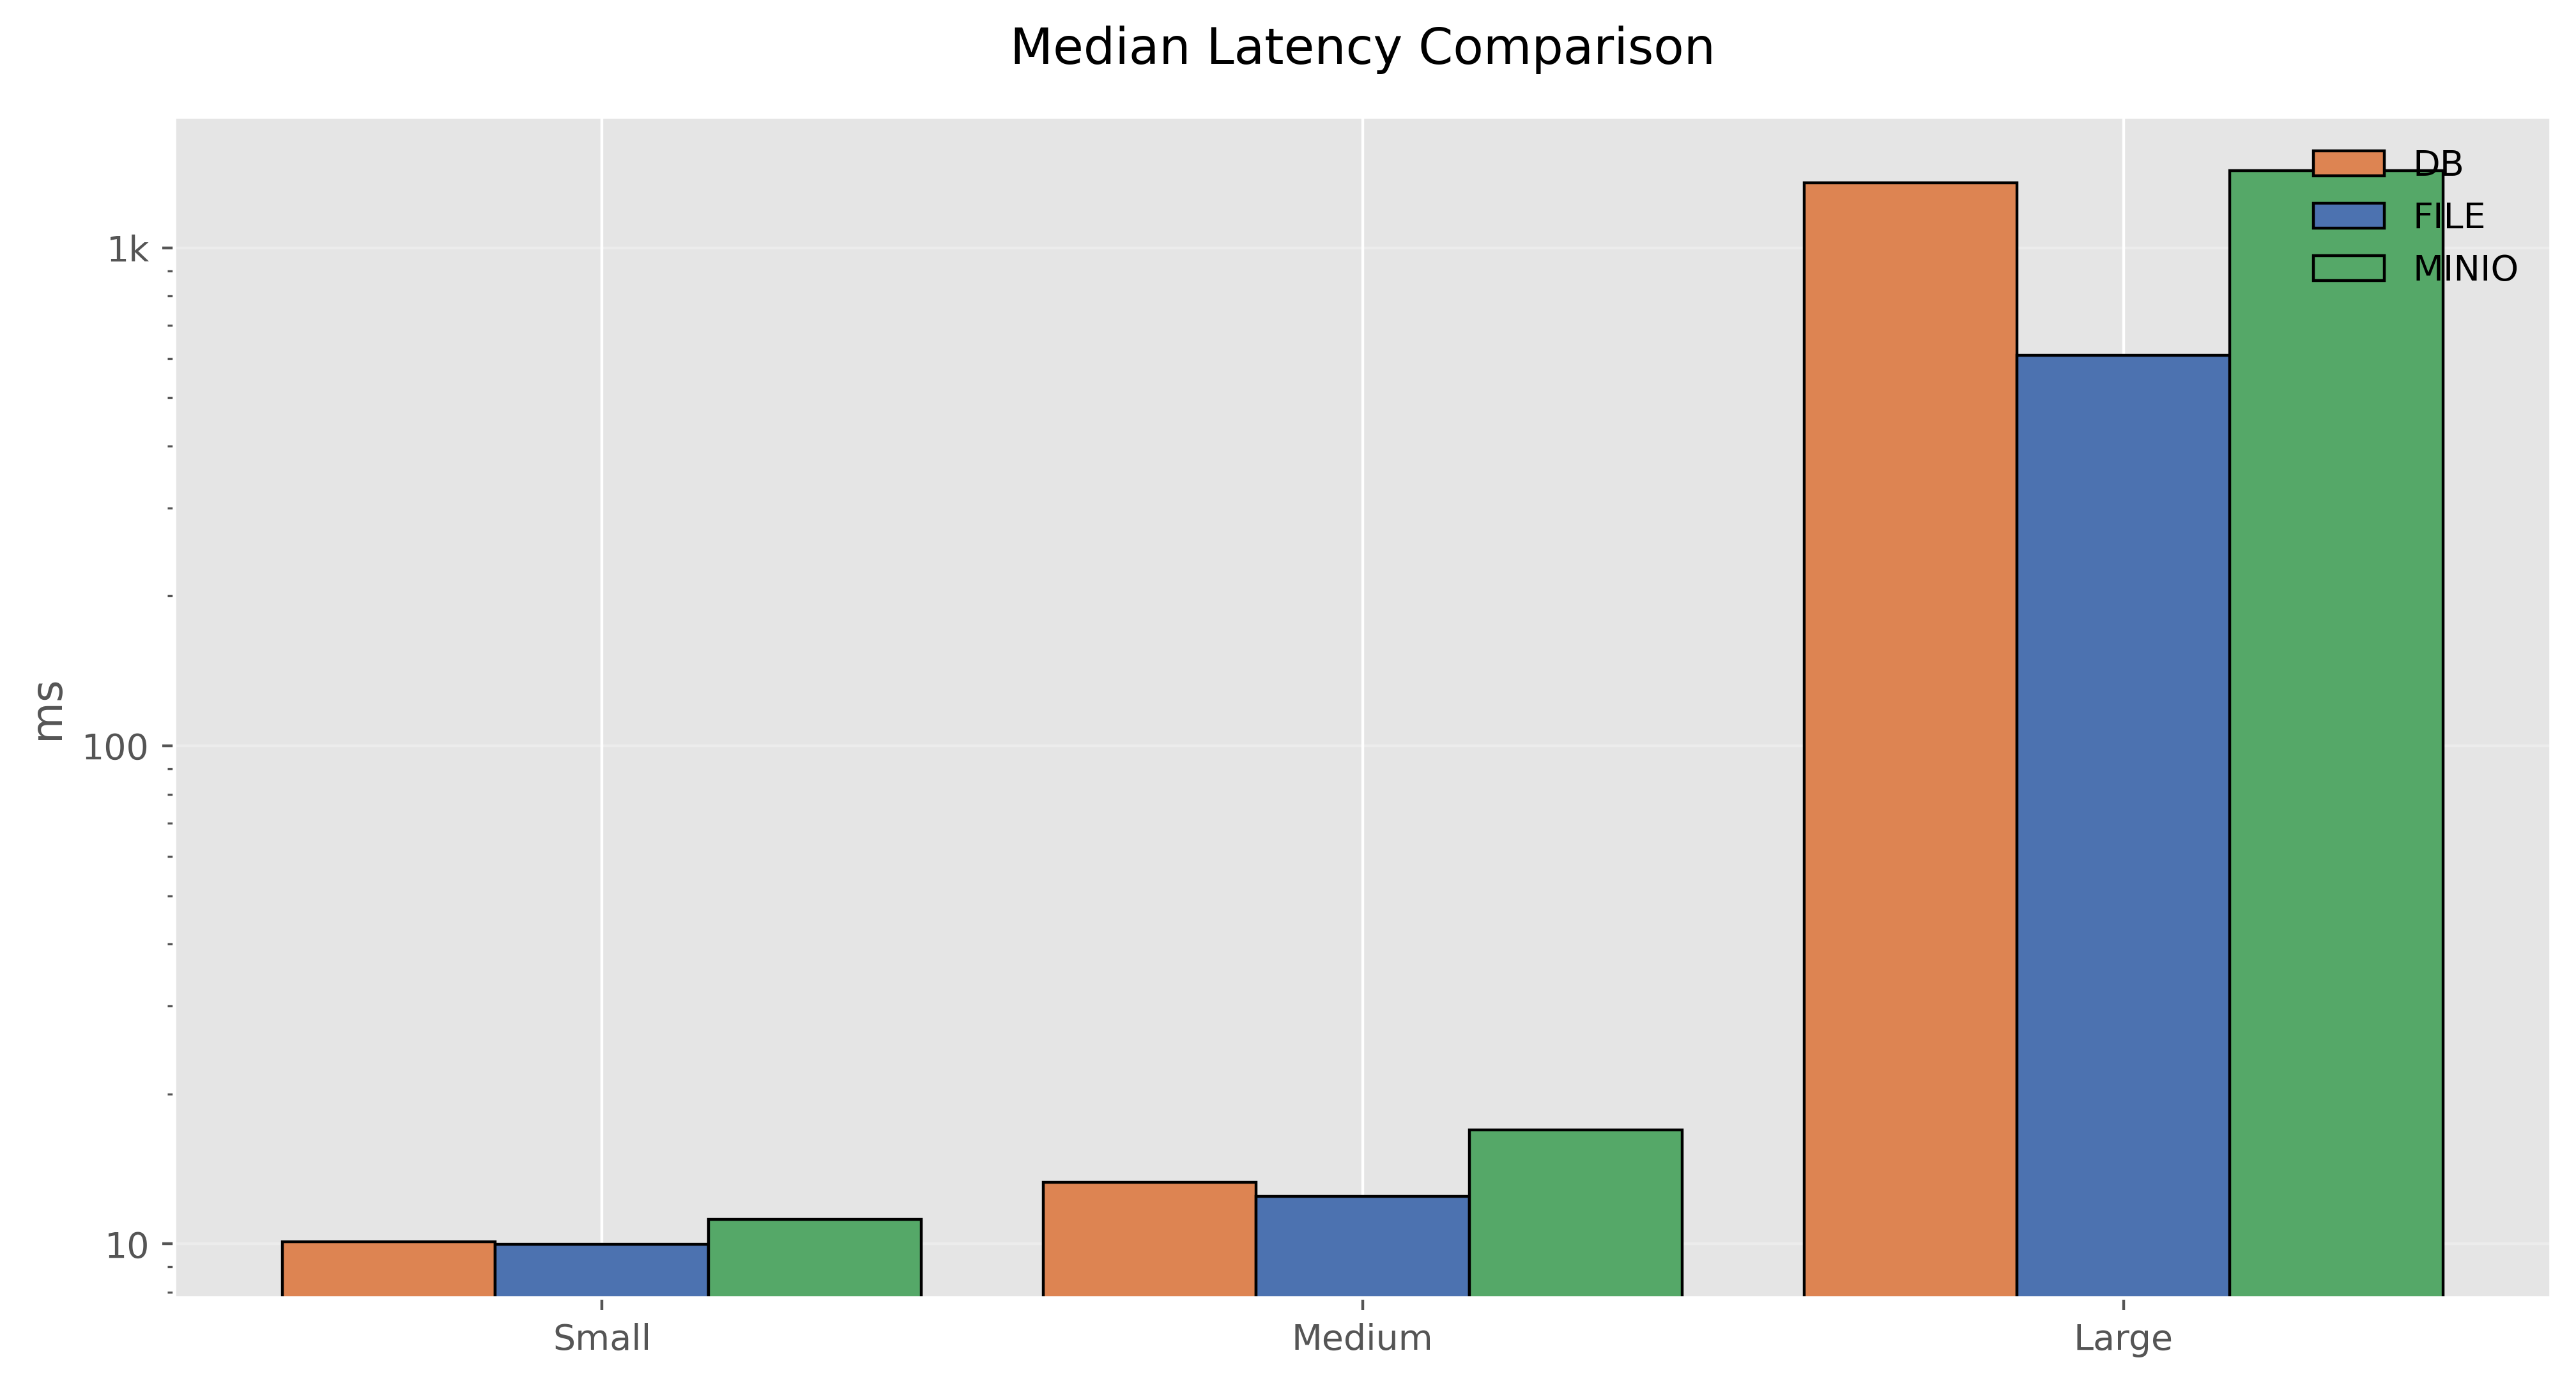 Median Latency Comparison
DB
FILE
MINIO
1k
100
10
ms
Small
Medium
Large